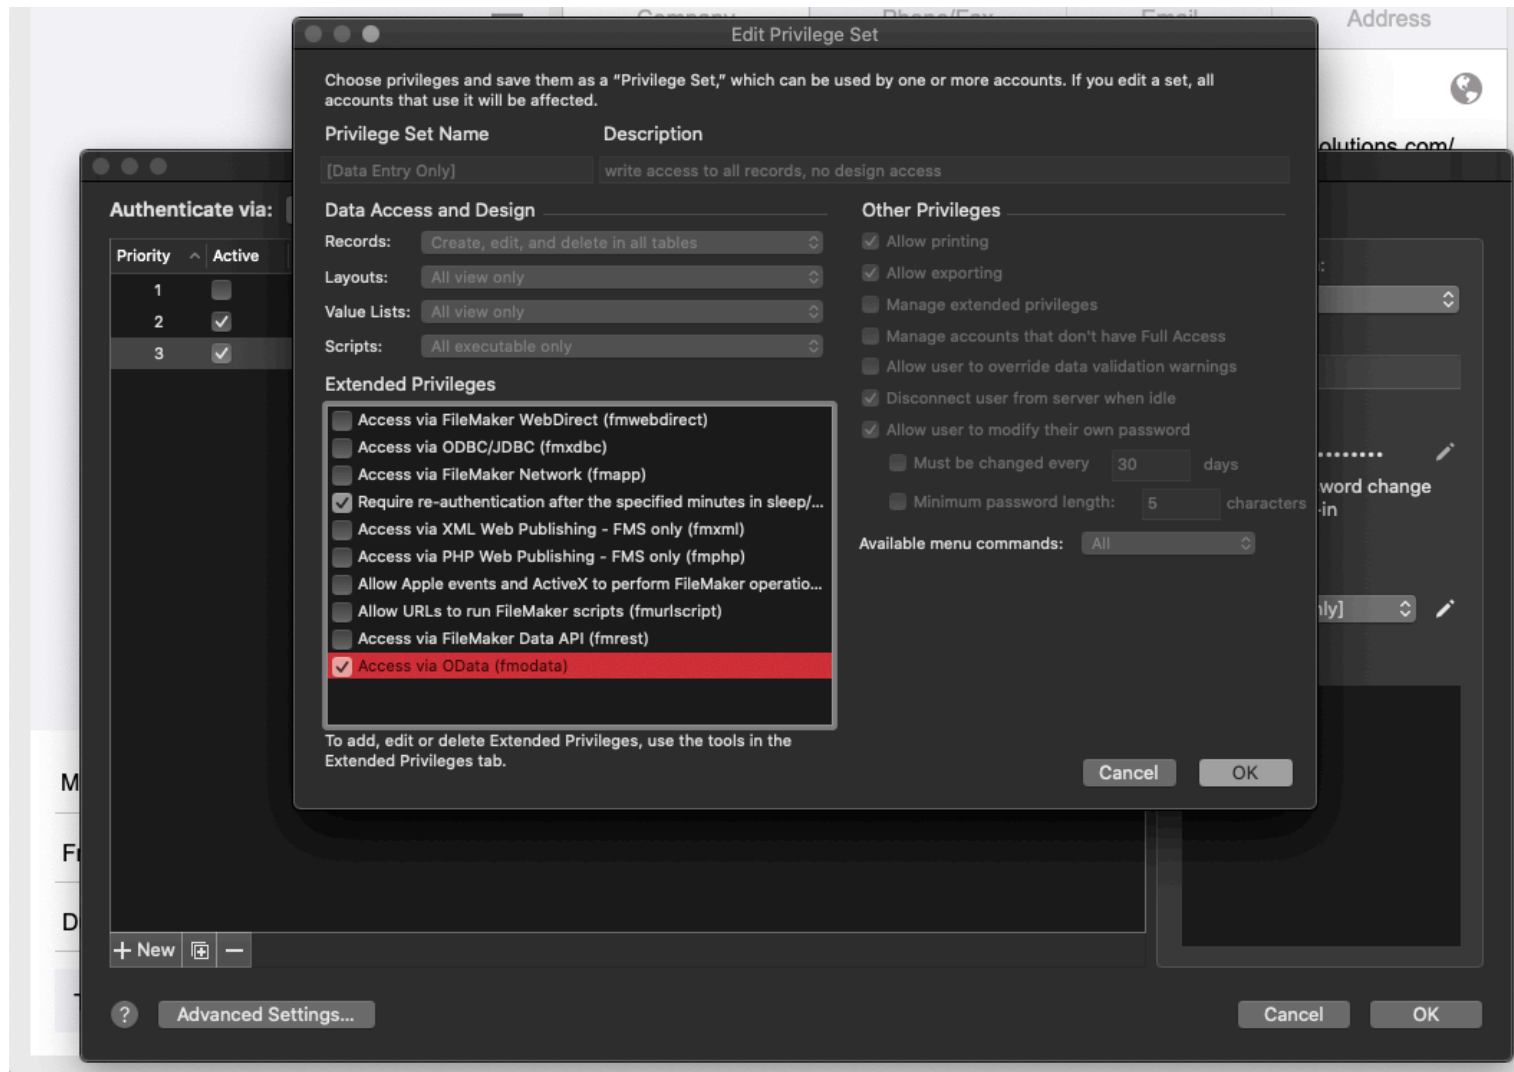 Company Phone/Fax Email Address
Edit Privilege Set
Choose privileges and save them as a "Privilege Set," which can be used by one or more accounts. If you edit a set, all
accounts that use it will be affected.
Privilege Set Name Description
[Data Entry Only] write access to all records, no design access
olutions.com/
Authenticate via:
Priority Active
1
2
3
Data Access and Design
Records: Create, edit, and delete in all tables
Layouts: All view only
Value Lists: All view only
Scripts: All executable only
Extended Privileges
Access via FileMaker WebDirect (fmwebdirect)
Access via ODBC/JDBC (fmxdbc)
Access via FileMaker Network (fmapp)
Require re-authentication after the specified minutes in sleep/...
Access via XML Web Publishing - FMS only (fmxml)
Access via PHP Web Publishing - FMS only (fmphp)
Allow Apple events and ActiveX to perform FileMaker operatio...
Allow URLs to run FileMaker scripts (fmurlscript)
Access via FileMaker Data API (fmrest)
Access via OData (fmodata)
To add, edit or delete Extended Privileges, use the tools in the
Extended Privileges tab.
Other Privileges
Allow printing
Allow exporting
Manage extended privileges
Manage accounts that don't have Full Access
Allow user to override data validation warnings
Disconnect user from server when idle
Allow user to modify their own password
Must be changed every 30 days
Minimum password length: 5 characters
Available menu commands: All
Cancel OK
word change
-in
nly]
M
Fr
D
+ New
? Advanced Settings...
Cancel OK